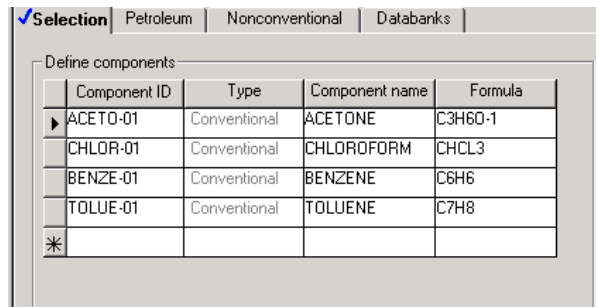 Selection Petroleum Nonconventional Databanks
Define components
Component ID Type Component name Formula
ACETO-01 Conventional ACETONE C3H6O-1
CHLOR-01 Conventional CHLOROFORM CHCL3
BENZE-01 Conventional BENZENE C6H6
TOLUE-01 Conventional TOLUENE C7H8